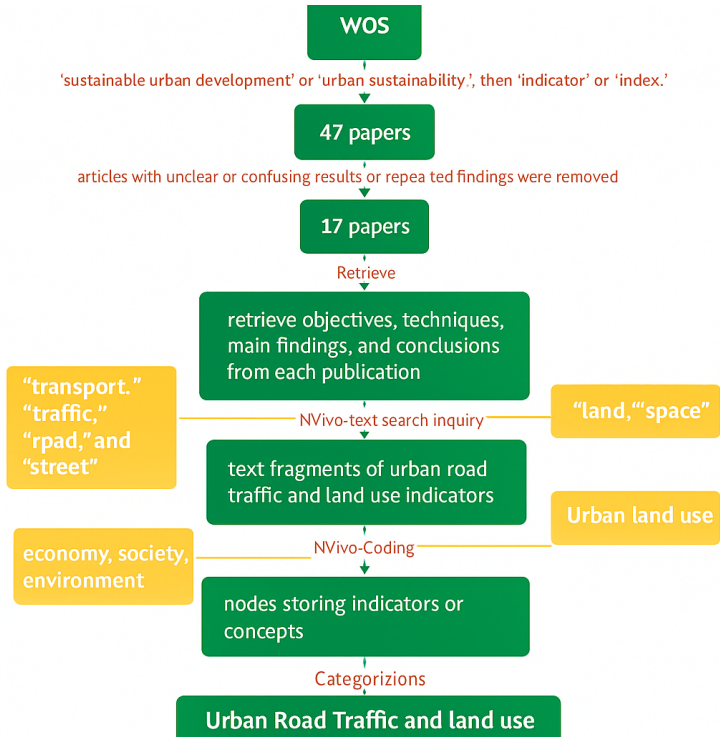 WOS
‘sustainable urban development’ or ‘urban sustainability.’, then ‘indicator’ or ‘index.’
47 papers
articles with unclear or confusing results or repea ted findings were removed
17 papers
Retrieve
retrieve objectives, techniques,
main findings, and conclusions
from each publication
“transport.”
“traffic,”
“rpad,” and
“street”
NVivo-text search inquiry
“land,“‘space”
text fragments of urban road
traffic and land use indicators
Urban land use
economy, society,
environment
NVivo-Coding
nodes storing indicators or
concepts
Categorizions
Urban Road Traffic and land use